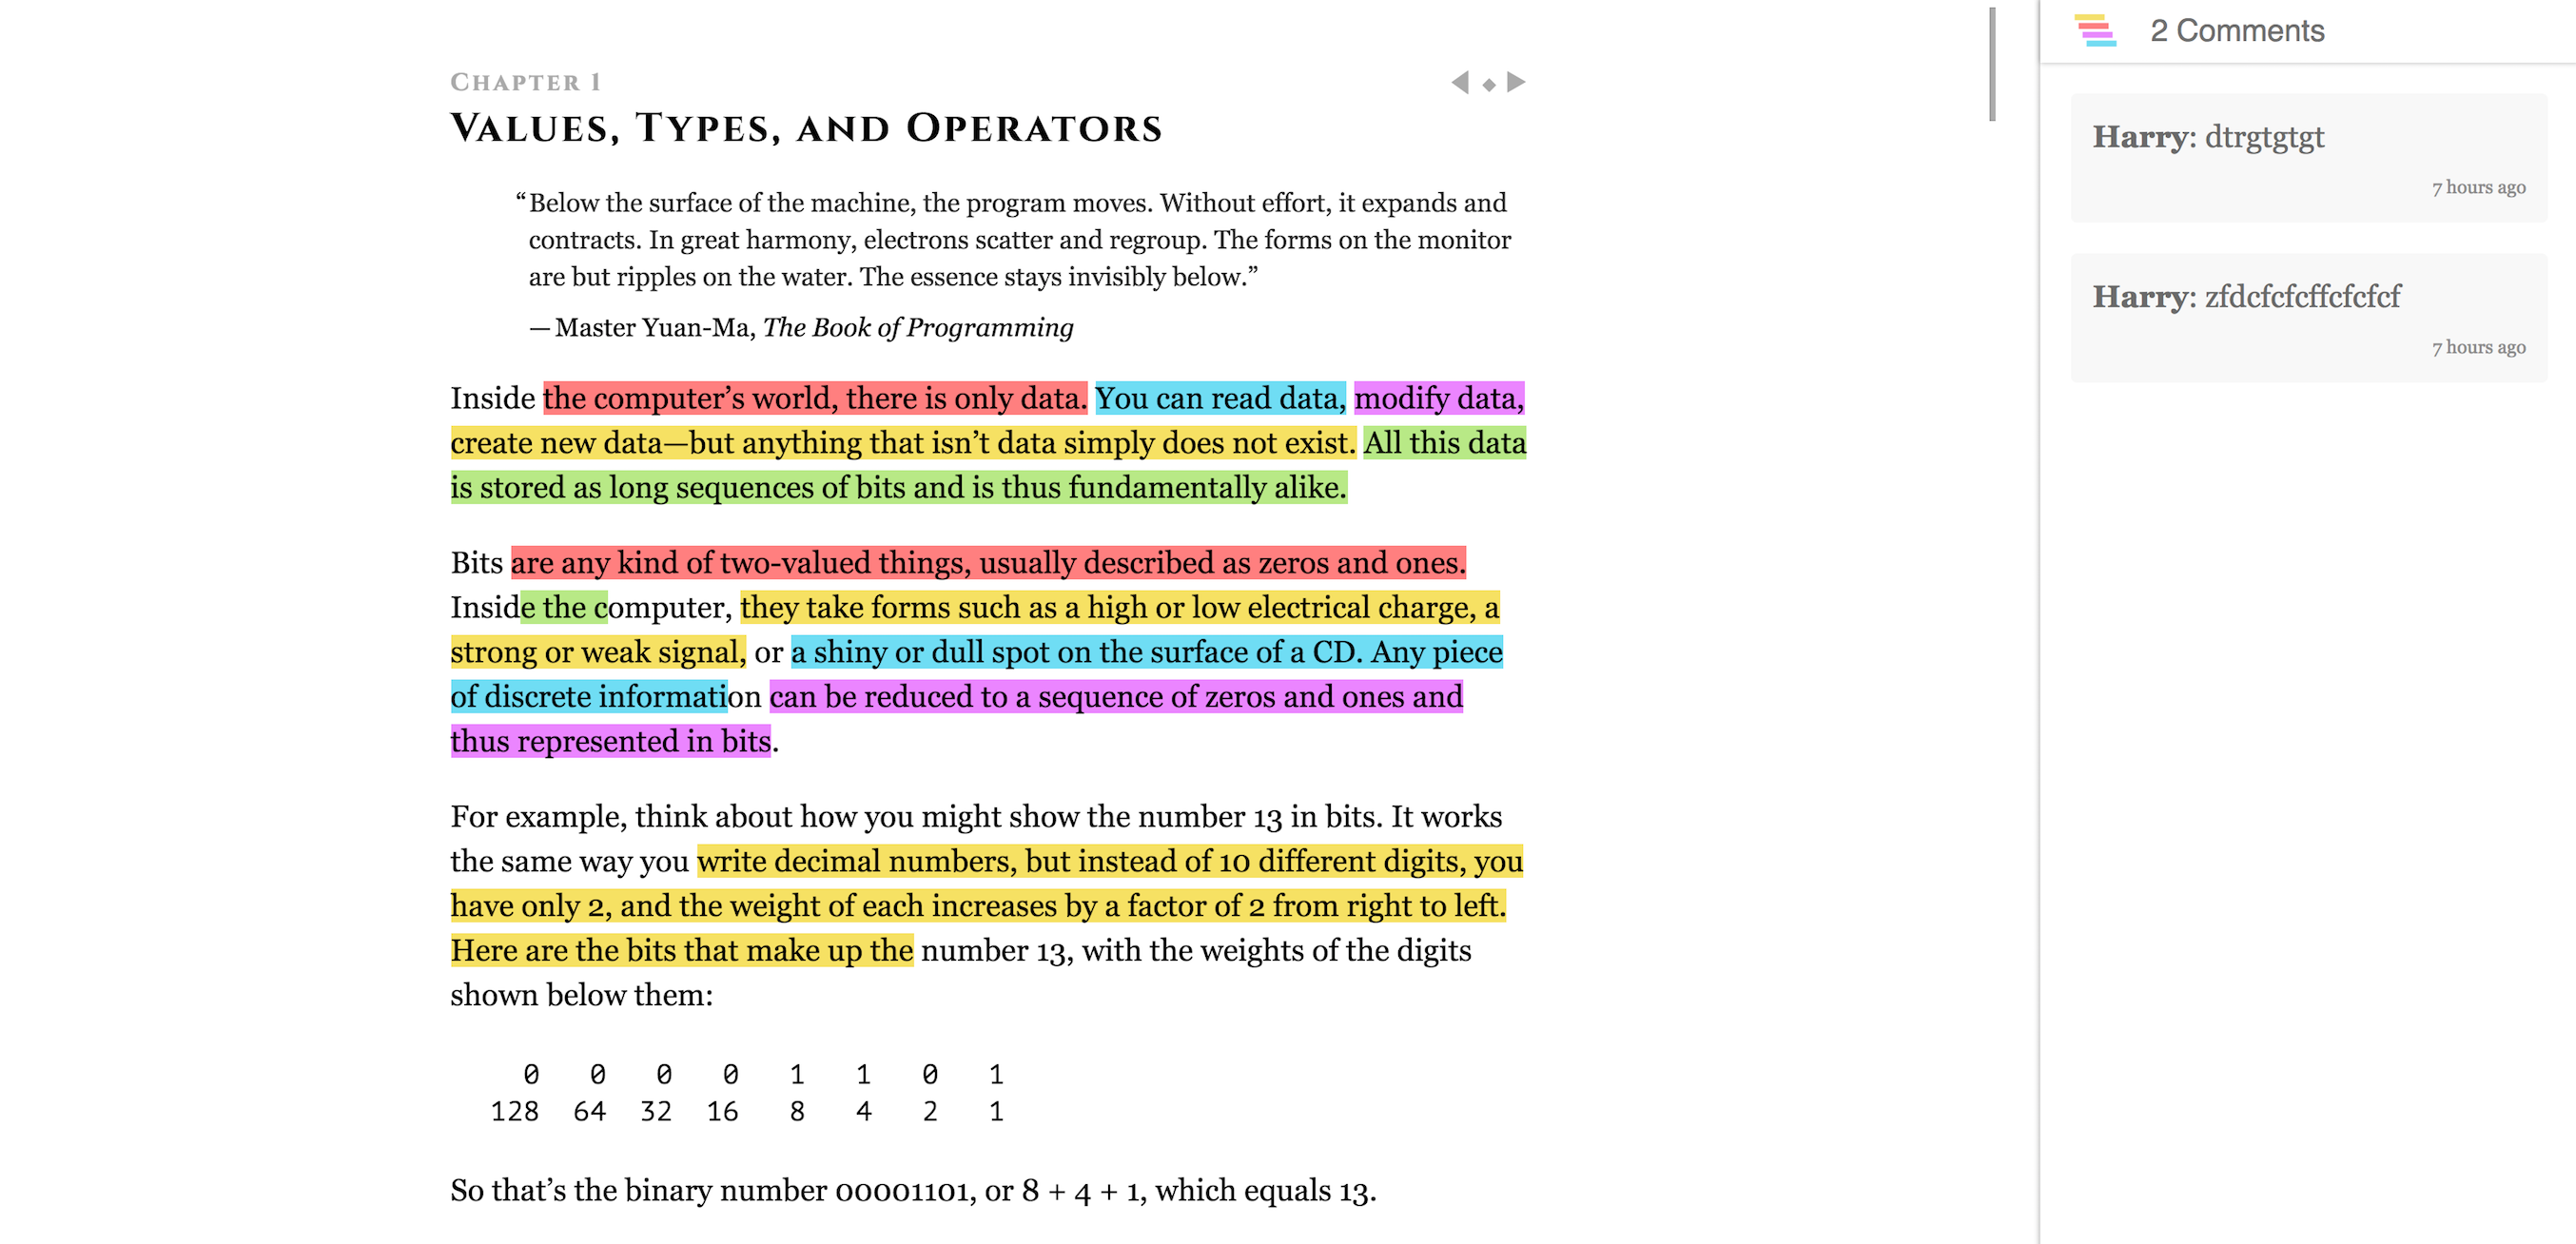 CHAPTER 1
VALUES, TYPES, AND OPERATORS
“Below the surface of the machine, the program moves. Without effort, it expands and
contracts. In great harmony, electrons scatter and regroup. The forms on the monitor
are but ripples on the water. The essence stays invisibly below.”
— Master Yuan-Ma, The Book of Programming
Inside the computer’s world, there is only data. You can read data, modify data,
create new data—but anything that isn’t data simply does not exist. All this data
is stored as long sequences of bits and is thus fundamentally alike.
Bits are any kind of two-valued things, usually described as zeros and ones.
Inside the computer, they take forms such as a high or low electrical charge, a
strong or weak signal, or a shiny or dull spot on the surface of a CD. Any piece
of discrete information can be reduced to a sequence of zeros and ones and
thus represented in bits.
For example, think about how you might show the number 13 in bits. It works
the same way you write decimal numbers, but instead of 10 different digits, you
have only 2, and the weight of each increases by a factor of 2 from right to left.
Here are the bits that make up the number 13, with the weights of the digits
shown below them:
0 0 0 0 1 1 0 1
128 64 32 16 8 4 2 1
So that’s the binary number 00001101, or 8 + 4 + 1, which equals 13.
2 Comments
Harry: dtrgtgtgt
7 hours ago
Harry: zfdcfcfcffcfcfcf
7 hours ago